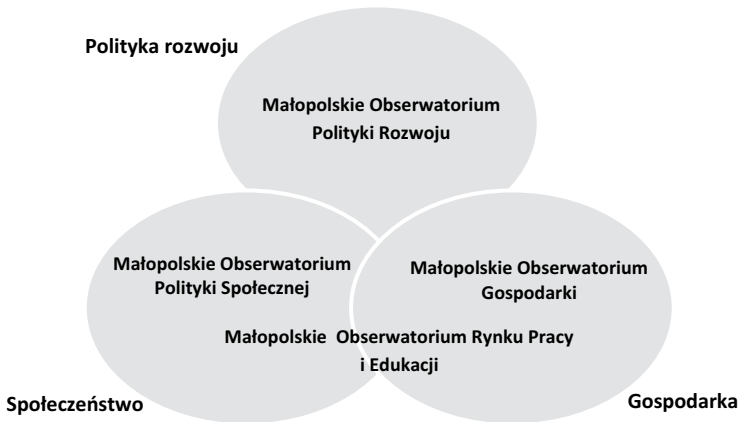 Polityka rozwoju
Małopolskie Obserwatorium
Polityki Rozwoju
Małopolskie Obserwatorium
Polityki Społecznej
Małopolskie Obserwatorium
Gospodarki
Małopolskie Obserwatorium Rynku Pracy
i Edukacji
Społeczeństwo
Gospodarka